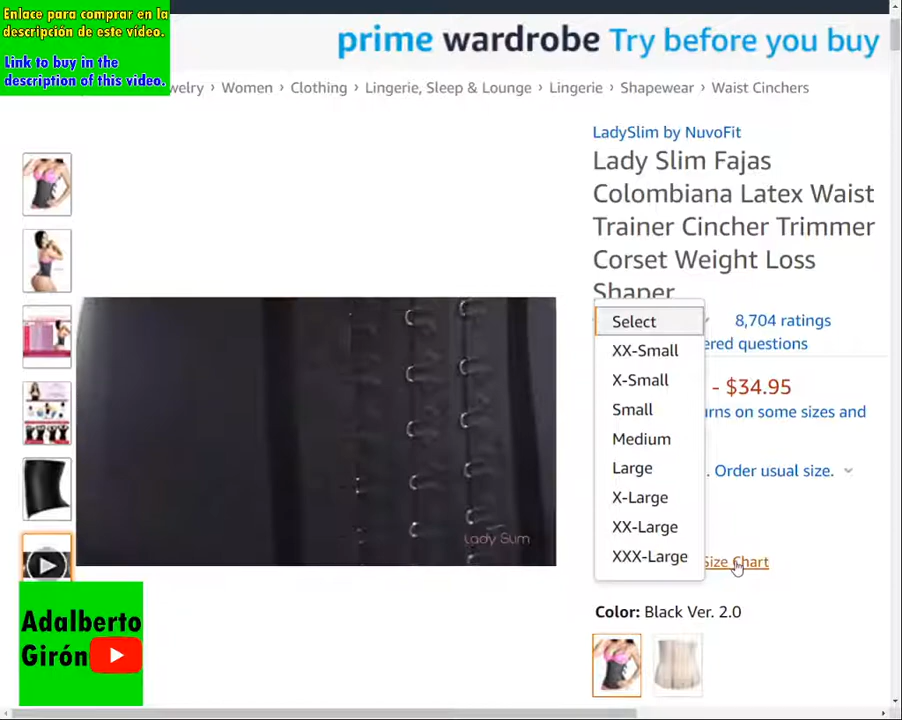 Enlace para comprar en la
descripción de este vídeo.
Link to buy in the
description of this video.
prime wardrobe Try before you buy
welry › Women › Clothing › Lingerie, Sleep & Lounge › Lingerie › Shapewear › Waist Cinchers
LadySlim by NuvoFit
Lady Slim Fajas
Colombiana Latex Waist
Trainer Cincher Trimmer
Corset Weight Loss
Shaper
Select
8,704 ratings
ered questions
XX-Small
X-Small
- $34.95
Small
urns on some sizes and
Medium
Large
. Order usual size.
X-Large
XX-Large
XXX-Large
Size Chart
Lady Slim
Color: Black Ver. 2.0
Adalberto
Girón